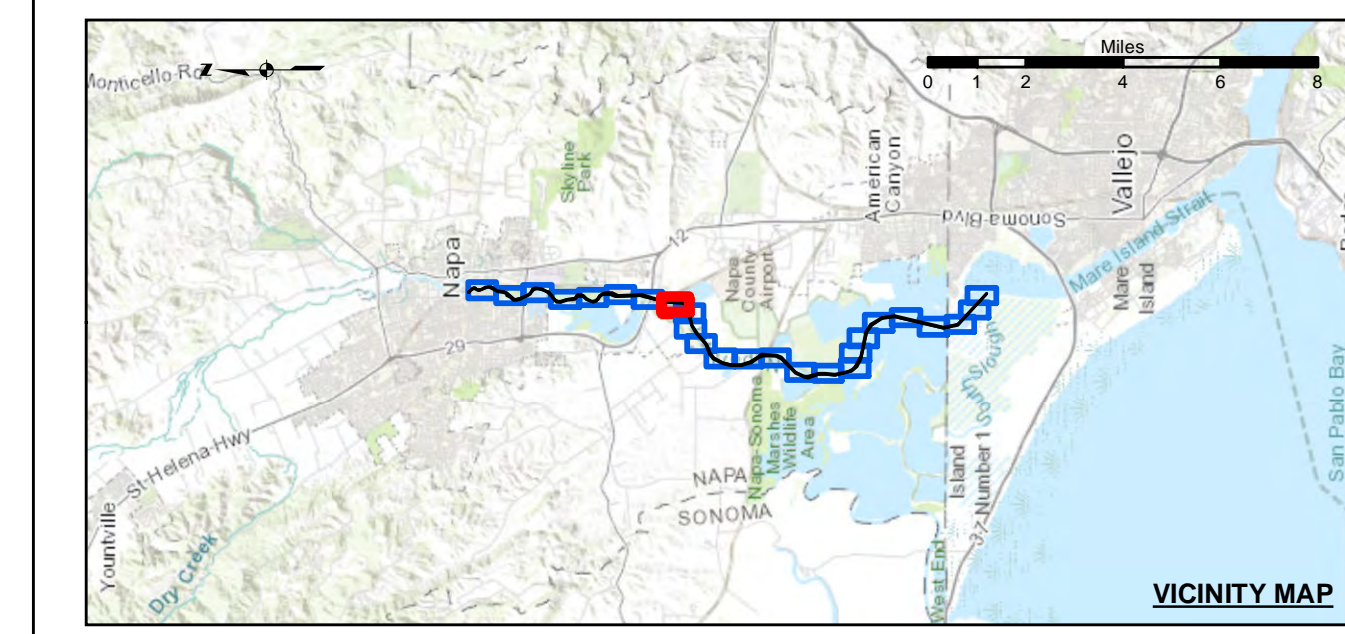 Monticello-Rd
Z
Miles
0 1 2 4 6 8
Skyline
Park
American
Canyon
Vallejo
Sonoma-Blvd
Mare Island-Strait
Mare
Island
Napa
12
Napa
County
Airport
29
South Slough
St-Helena-Hwy
Yountville
Dry Creek
Napa-Sonoma
Marshes
Wildlife
Area
NAPA
SONOMA
Island
Number 1
37
West End
San Pablo Bay
VICINITY MAP